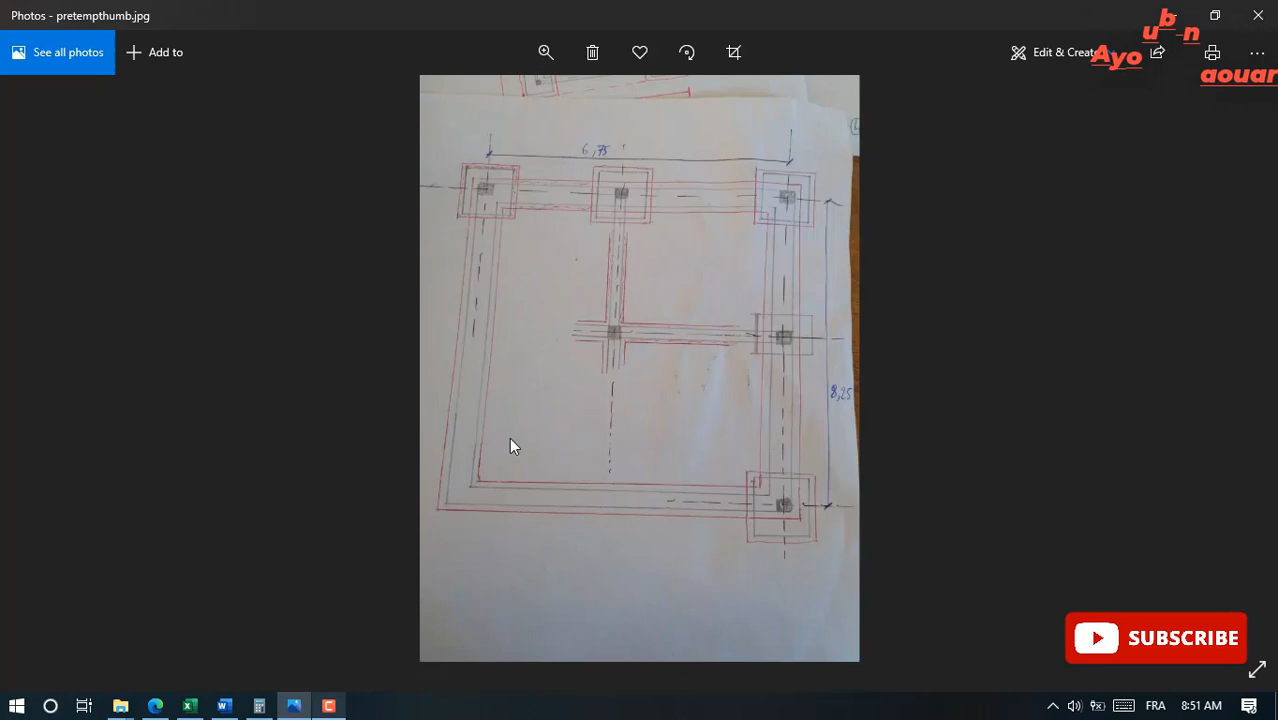 Photos - pretempthumb.jpg
See all photos
Add to
Edit & Create
Ayo
u
b
n
aouar
6,75
8,25
SUBSCRIBE
FRA
8:51 AM